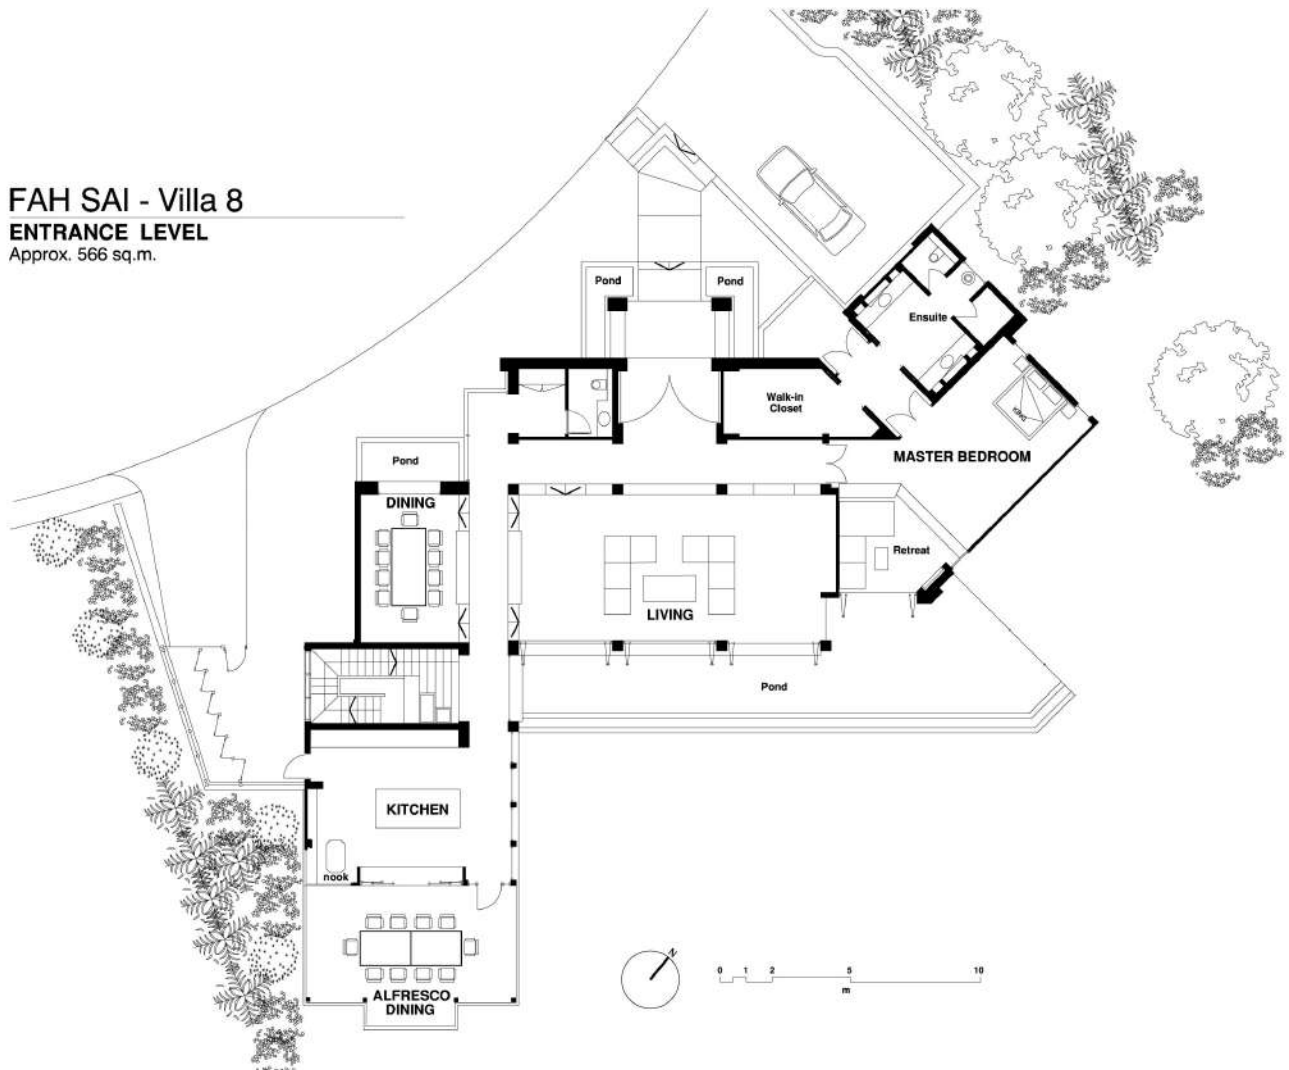 FAH SAI - Villa 8
ENTRANCE LEVEL
Approx. 566 sq.m.
Pond
Pond
Ensuite
Walk-in
Closet
KING
MASTER BEDROOM
Pond
DINING
Retreat
LIVING
Pond
KITCHEN
nook
ALFRESCO
DINING
N
0 1 2 5 10
m